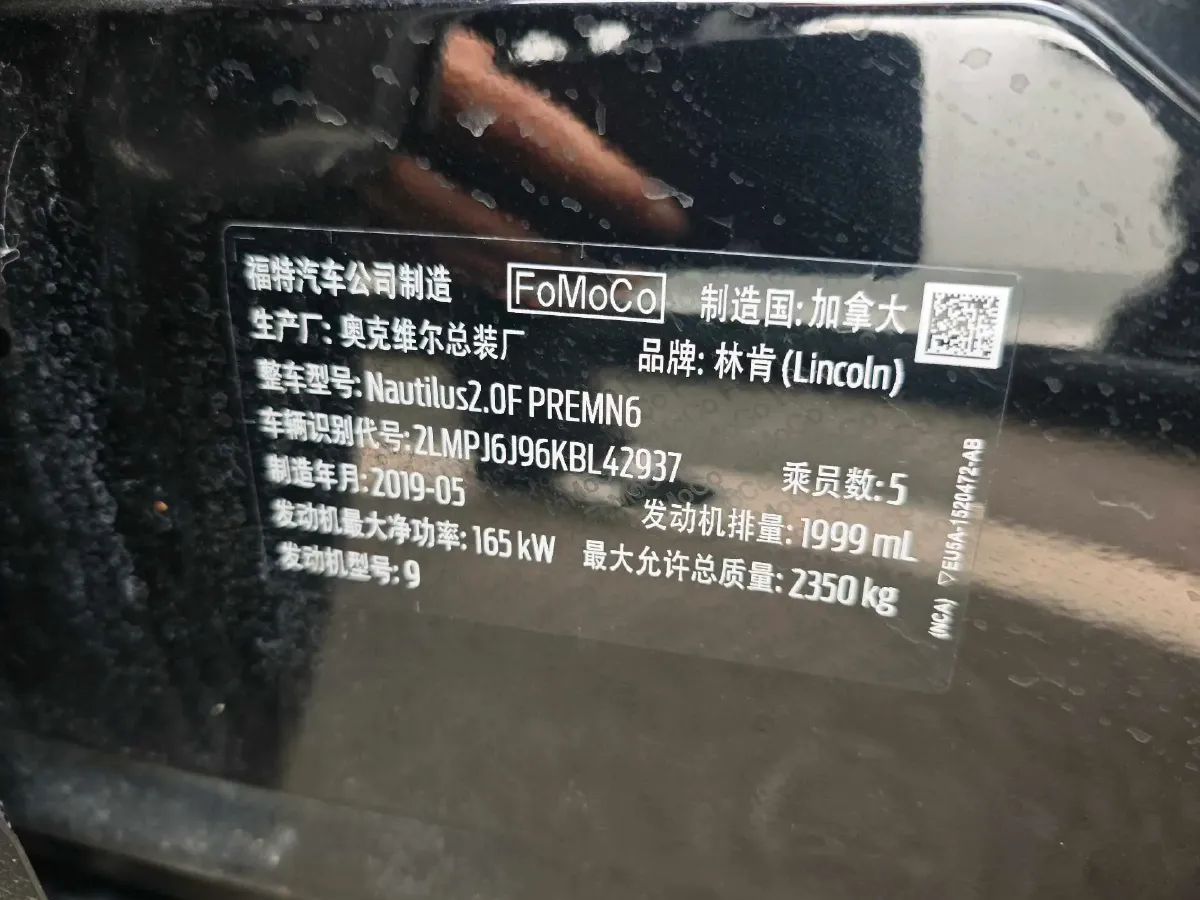 福特汽车公司制造 FoMoCo 制造国:加拿大
生产厂:奥克维尔总装厂 品牌:林肯(Lincoln)
整车型号:Nautilus2.0F PREMN6
车辆识别代号:2LMPJ6J96KBL42937 乘员数:5
制造年月:2019-05 发动机排量:1999 mL
发动机最大净功率:165 kW 最大允许总质量:2350 kg
发动机型号:9
(NCA) ▽EU5A-1520472-AB